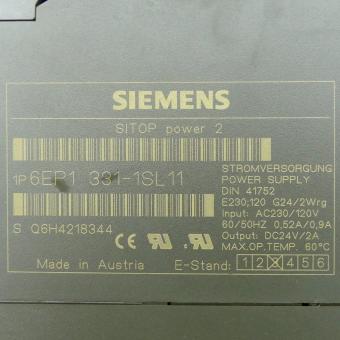 SIEMENS
SITOP power 2
1P 6EP1 331-1SL11
STROMVERSORGUNG
POWER SUPPLY
DIN 41752
E230;120 G24/2Wrg
Input: AC230/120V
60/50HZ 0,52A/0,9A
Output: DC24V/2A
MAX.OP.TEMP. 60°C
S Q6H4218344
CE
Made in Austria E-Stand: 1 2 3 4 5 6